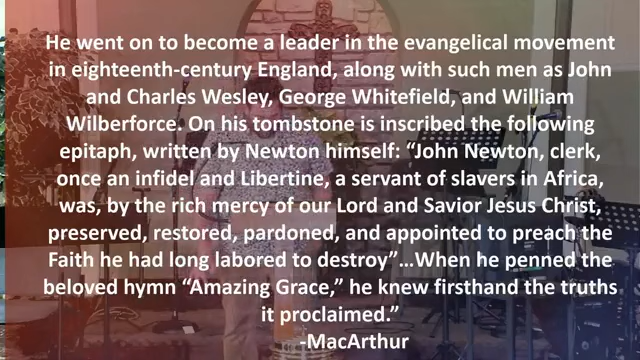 He went on to become a leader in the evangelical movement
in eighteenth-century England, along with such men as John
and Charles Wesley, George Whitefield, and William
Wilberforce. On his tombstone is inscribed the following
epitaph, written by Newton himself: “John Newton, clerk,
once an infidel and Libertine, a servant of slavers in Africa,
was, by the rich mercy of our Lord and Savior Jesus Christ,
preserved, restored, pardoned, and appointed to preach the
Faith he had long labored to destroy”...When he penned the
beloved hymn “Amazing Grace,” he knew firsthand the truths
it proclaimed.”
-MacArthur